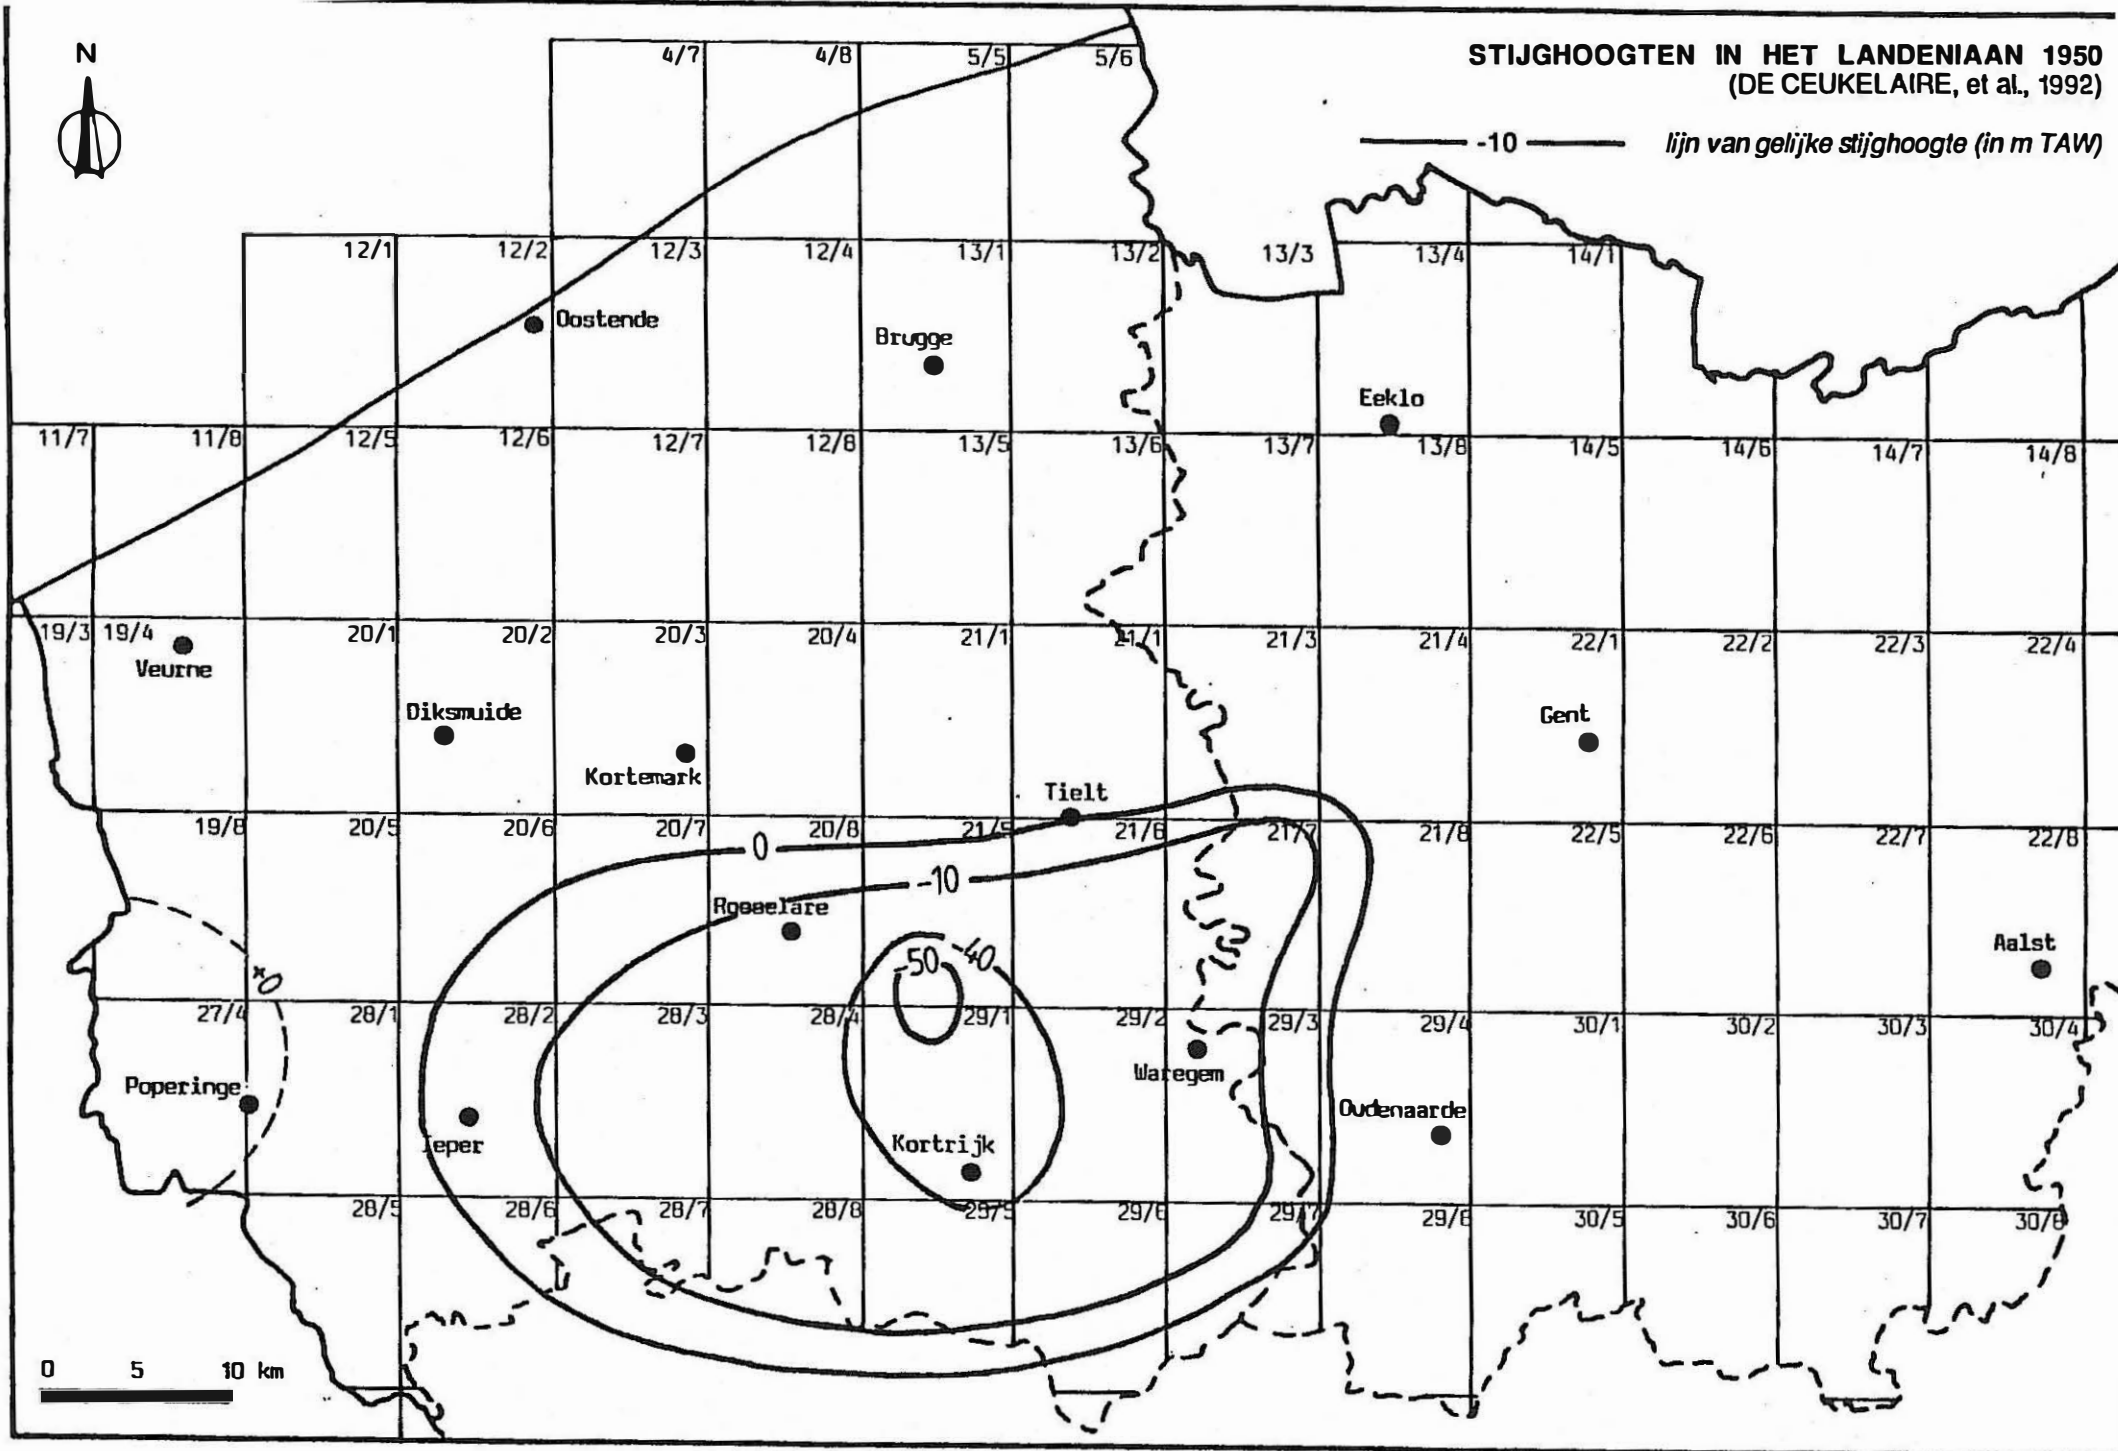 N
STIJGHOOGTEN IN HET LANDENIAAN 1950
(DE CEUKELAIRE, et al., 1992)
-10 lijn van gelijke stijghoogte (in m TAW)
4/7 4/8 5/5 5/6
12/1 12/2 12/3 12/4 13/1 13/2 13/3 13/4 14/1
Oostende
Brugge
Eeklo
11/7 11/8 12/5 12/6 12/7 12/8 13/5 13/6 13/7 13/8 14/5 14/6 14/7 14/8
19/3 19/4 20/1 20/2 20/3 20/4 21/1 21/1 21/3 21/4 22/1 22/2 22/3 22/4
Veurne
Diksmuide
Gent
Kortemark
Tielt
19/8 20/5 20/6 20/7 20/8 21/5 21/6 21/7 21/8 22/5 22/6 22/7 22/8
0
-10
Roeselare
Aalst
-50 -40
27/4 28/1 28/2 28/3 28/4 29/1 29/2 29/3 29/4 30/1 30/2 30/3 30/4
Waregem
Poperinge
Oudenaarde
Ieper
Kortrijk
28/5 28/6 28/7 28/8 29/5 29/6 29/7 29/8 30/5 30/6 30/7 30/8
0 5 10 km